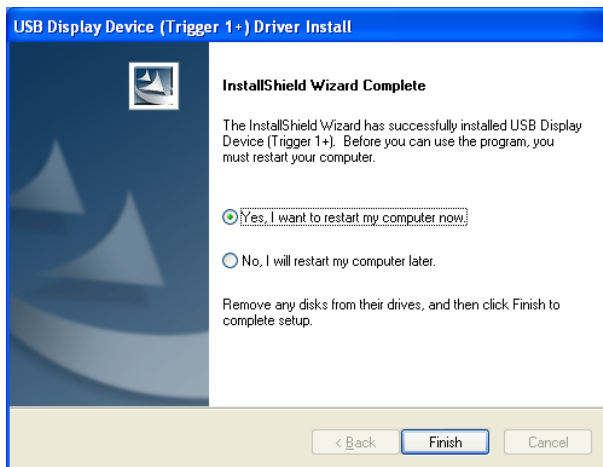 USB Display Device (Trigger 1+) Driver Install
InstallShield Wizard Complete
The InstallShield Wizard has successfully installed USB Display
Device (Trigger 1+). Before you can use the program, you
must restart your computer.
Yes, I want to restart my computer now.
No, I will restart my computer later.
Remove any disks from their drives, and then click Finish to
complete setup.
< Back
Finish
Cancel